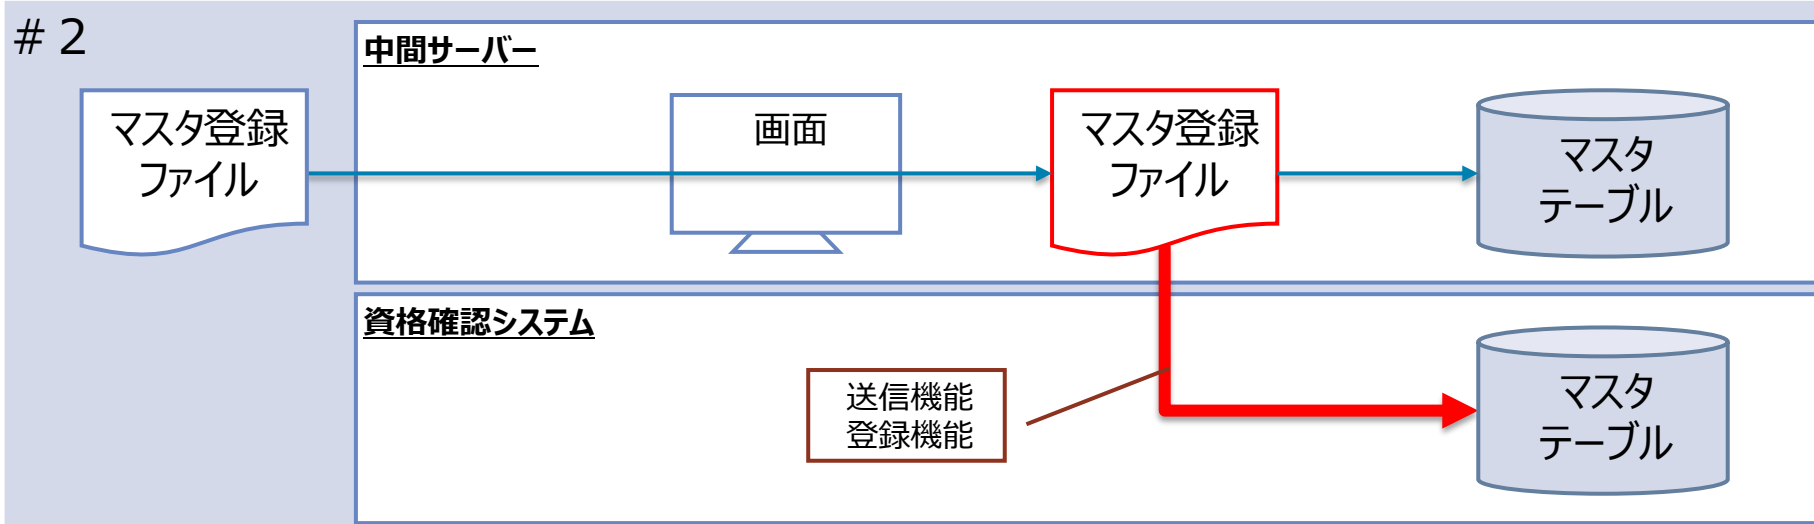 ＃２
中間サーバー
マスタ登録
ファイル
画面
マスタ登録
ファイル
マスタ
テーブル
資格確認システム
送信機能
登録機能
マスタ
テーブル